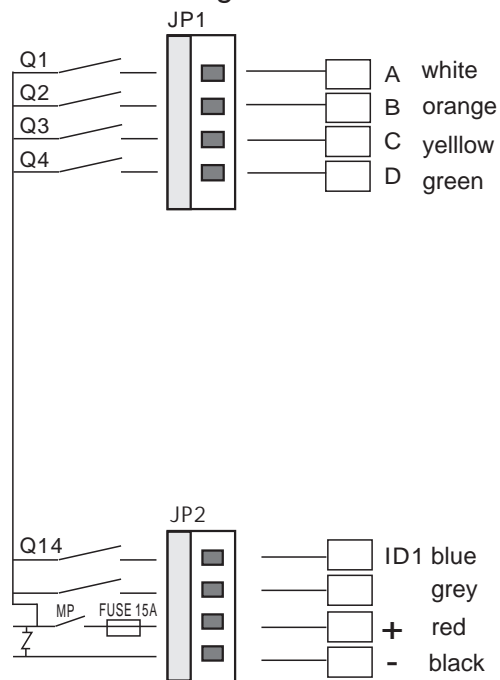 g
JP1
Q1 A white
Q2 B orange
Q3 C yelllow
Q4 D green
JP2
Q14 ID1 blue
grey
MP FUSE 15A + red
Z - black